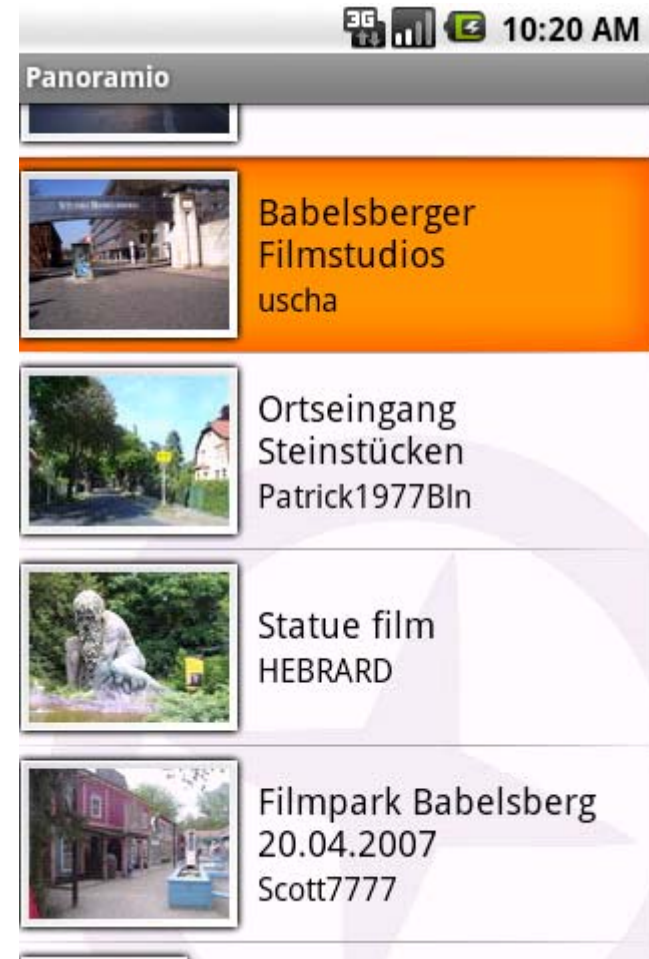 3G 10:20 AM
Panoramio
Babelsberger
Filmstudios
uscha
Ortseingang
Steinstücken
Patrick1977Bln
Statue film
HEBRARD
Filmpark Babelsberg
20.04.2007
Scott7777